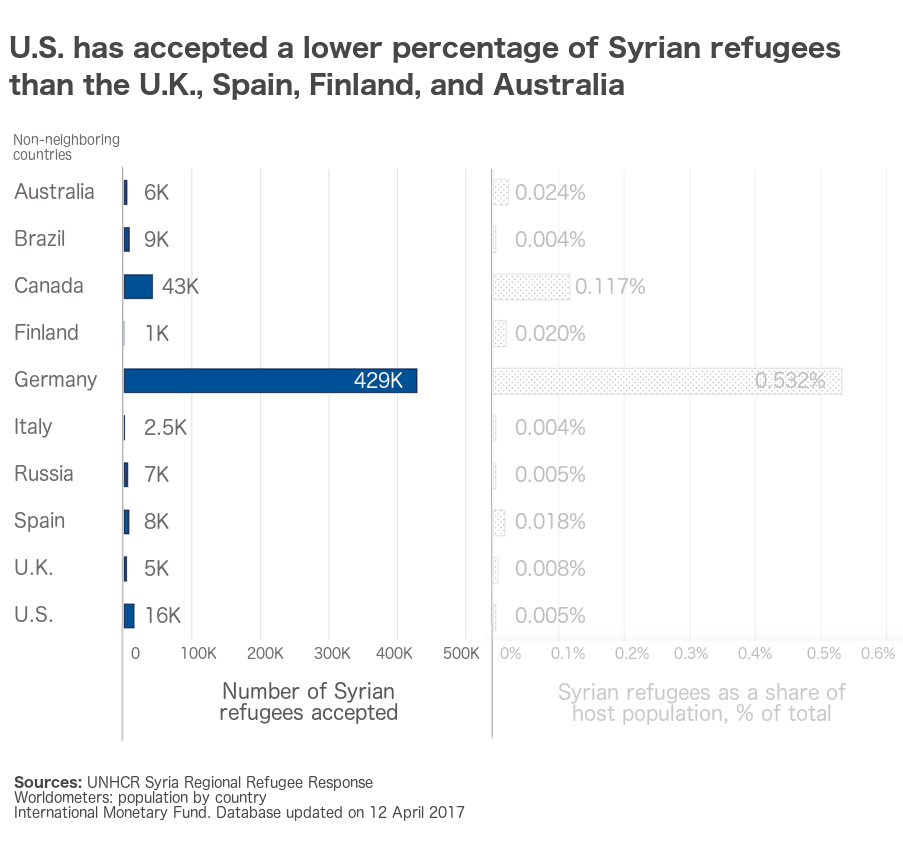 U.S. has accepted a lower percentage of Syrian refugees
than the U.K., Spain, Finland, and Australia
Non-neighboring
countries
Australia 6K 0.024%
Brazil 9K 0.004%
Canada 43K 0.117%
Finland 1K 0.020%
Germany 429K 0.532%
Italy 2.5K 0.004%
Russia 7K 0.005%
Spain 8K 0.018%
U.K. 5K 0.008%
U.S. 16K 0.005%
0 100K 200K 300K 400K 500K 0% 0.1% 0.2% 0.3% 0.4% 0.5% 0.6%
Number of Syrian
refugees accepted
Syrian refugees as a share of
host population, % of total
Sources: UNHCR Syria Regional Refugee Response
Worldometers: population by country
International Monetary Fund. Database updated on 12 April 2017